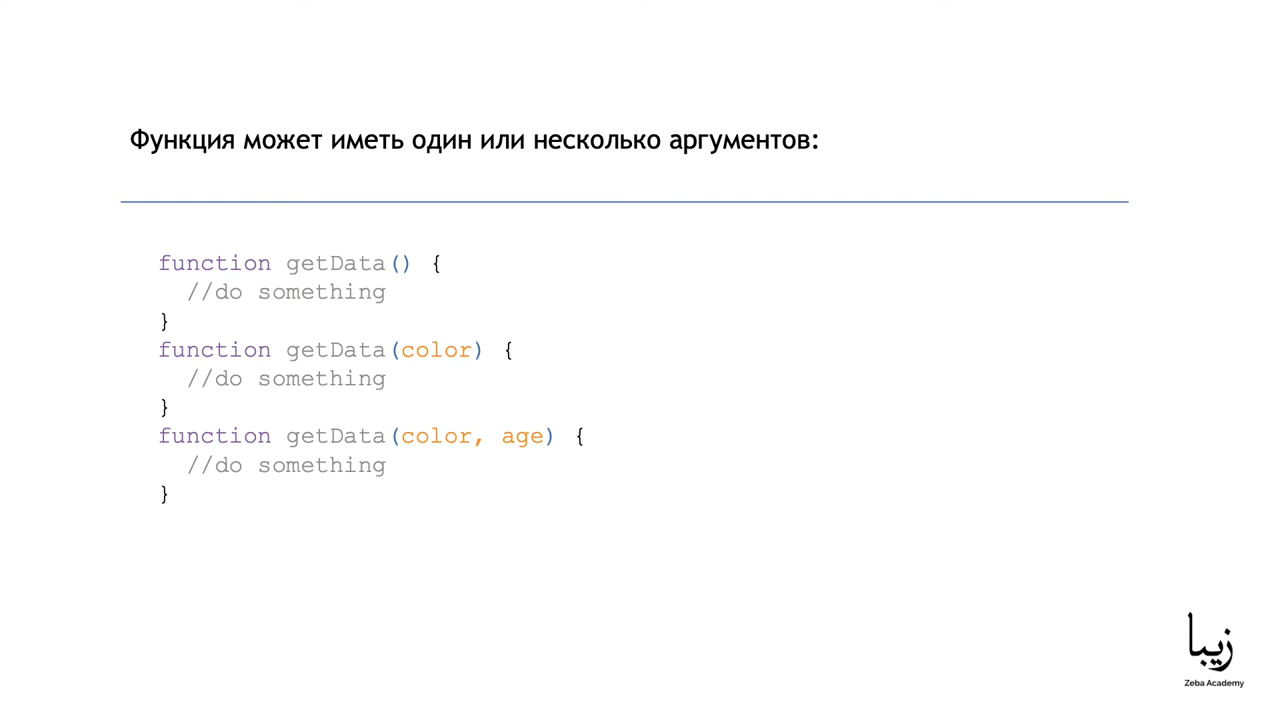 Функция может иметь один или несколько аргументов:
function getData() {
  //do something
}
function getData(color) {
  //do something
}
function getData(color, age) {
  //do something
}
زيبا
Zeba Academy